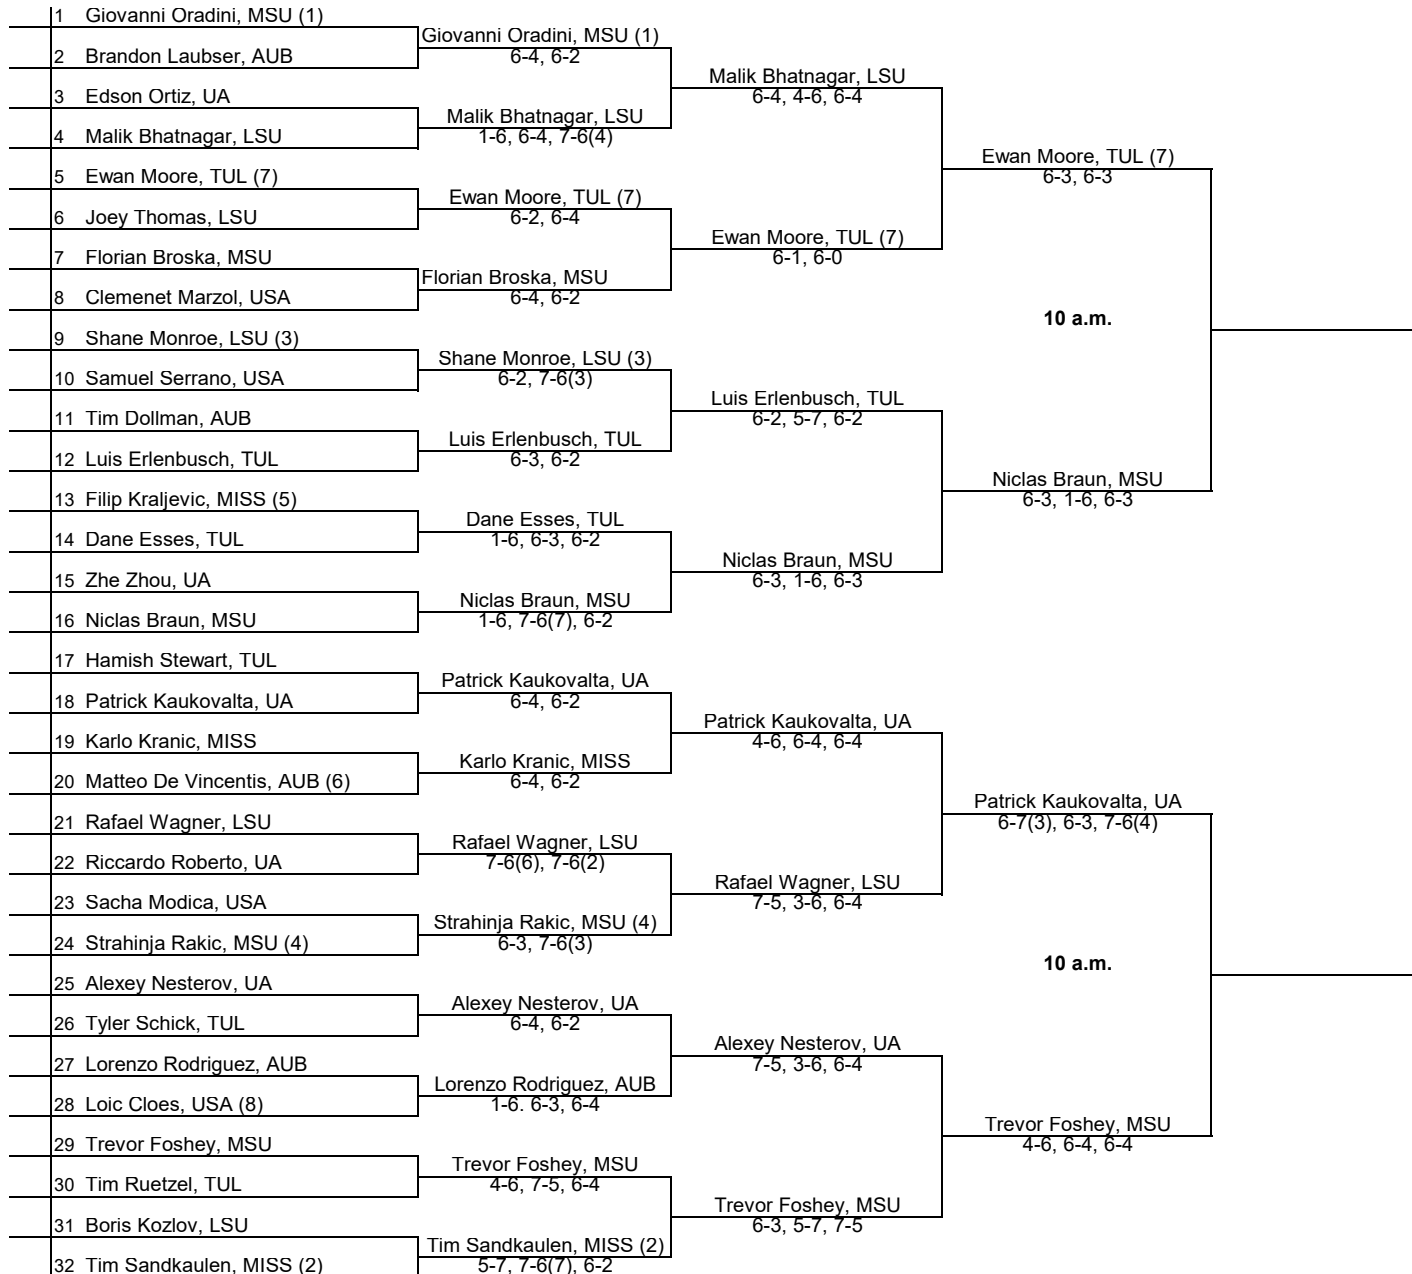 1 Giovanni Oradini, MSU (1)
Giovanni Oradini, MSU (1)
2 Brandon Laubser, AUB
6-4, 6-2
Malik Bhatnagar, LSU
3 Edson Ortiz, UA
6-4, 4-6, 6-4
Malik Bhatnagar, LSU
4 Malik Bhatnagar, LSU
1-6, 6-4, 7-6(4)
Ewan Moore, TUL (7)
5 Ewan Moore, TUL (7)
6-3, 6-3
Ewan Moore, TUL (7)
6 Joey Thomas, LSU
6-2, 6-4
Ewan Moore, TUL (7)
7 Florian Broska, MSU
6-1, 6-0
Florian Broska, MSU
8 Clemenet Marzol, USA
6-4, 6-2
10 a.m.
9 Shane Monroe, LSU (3)
Shane Monroe, LSU (3)
10 Samuel Serrano, USA
6-2, 7-6(3)
Luis Erlenbusch, TUL
11 Tim Dollman, AUB
6-2, 5-7, 6-2
Luis Erlenbusch, TUL
12 Luis Erlenbusch, TUL
6-3, 6-2
Niclas Braun, MSU
13 Filip Kraljevic, MISS (5)
6-3, 1-6, 6-3
Dane Esses, TUL
14 Dane Esses, TUL
1-6, 6-3, 6-2
Niclas Braun, MSU
15 Zhe Zhou, UA
6-3, 1-6, 6-3
Niclas Braun, MSU
16 Niclas Braun, MSU
1-6, 7-6(7), 6-2
17 Hamish Stewart, TUL
Patrick Kaukovalta, UA
18 Patrick Kaukovalta, UA
6-4, 6-2
Patrick Kaukovalta, UA
19 Karlo Kranic, MISS
4-6, 6-4, 6-4
Karlo Kranic, MISS
20 Matteo De Vincentis, AUB (6)
6-4, 6-2
Patrick Kaukovalta, UA
21 Rafael Wagner, LSU
6-7(3), 6-3, 7-6(4)
Rafael Wagner, LSU
22 Riccardo Roberto, UA
7-6(6), 7-6(2)
Rafael Wagner, LSU
23 Sacha Modica, USA
7-5, 3-6, 6-4
Strahinja Rakic, MSU (4)
24 Strahinja Rakic, MSU (4)
6-3, 7-6(3)
10 a.m.
25 Alexey Nesterov, UA
Alexey Nesterov, UA
26 Tyler Schick, TUL
6-4, 6-2
Alexey Nesterov, UA
27 Lorenzo Rodriguez, AUB
7-5, 3-6, 6-4
Lorenzo Rodriguez, AUB
28 Loic Cloes, USA (8)
1-6. 6-3, 6-4
Trevor Foshey, MSU
29 Trevor Foshey, MSU
4-6, 6-4, 6-4
Trevor Foshey, MSU
30 Tim Ruetzel, TUL
4-6, 7-5, 6-4
Trevor Foshey, MSU
31 Boris Kozlov, LSU
6-3, 5-7, 7-5
Tim Sandkaulen, MISS (2)
32 Tim Sandkaulen, MISS (2)
5-7, 7-6(7), 6-2